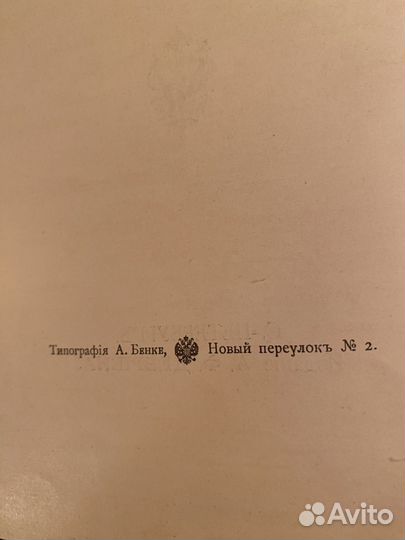 Типографія А. Бенке, Новый переулокъ № 2.
Avito